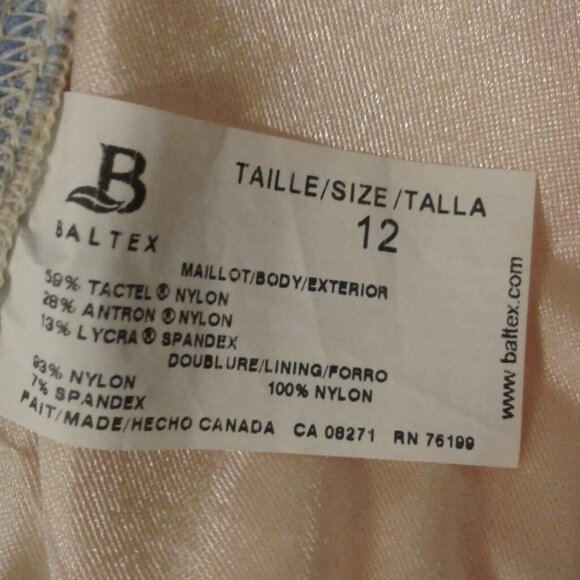 B
BALTEX
TAILLE/SIZE/TALLA
12
MAILLOT/BODY/EXTERIOR
59% TACTEL® NYLON
28% ANTRON® NYLON
13% LYCRA® SPANDEX
DOUBLURE/LINING/FORRO
93% NYLON 100% NYLON
7% SPANDEX
FAIT/MADE/HECHO CANADA CA 08271 RN 76199
www.baltex.com